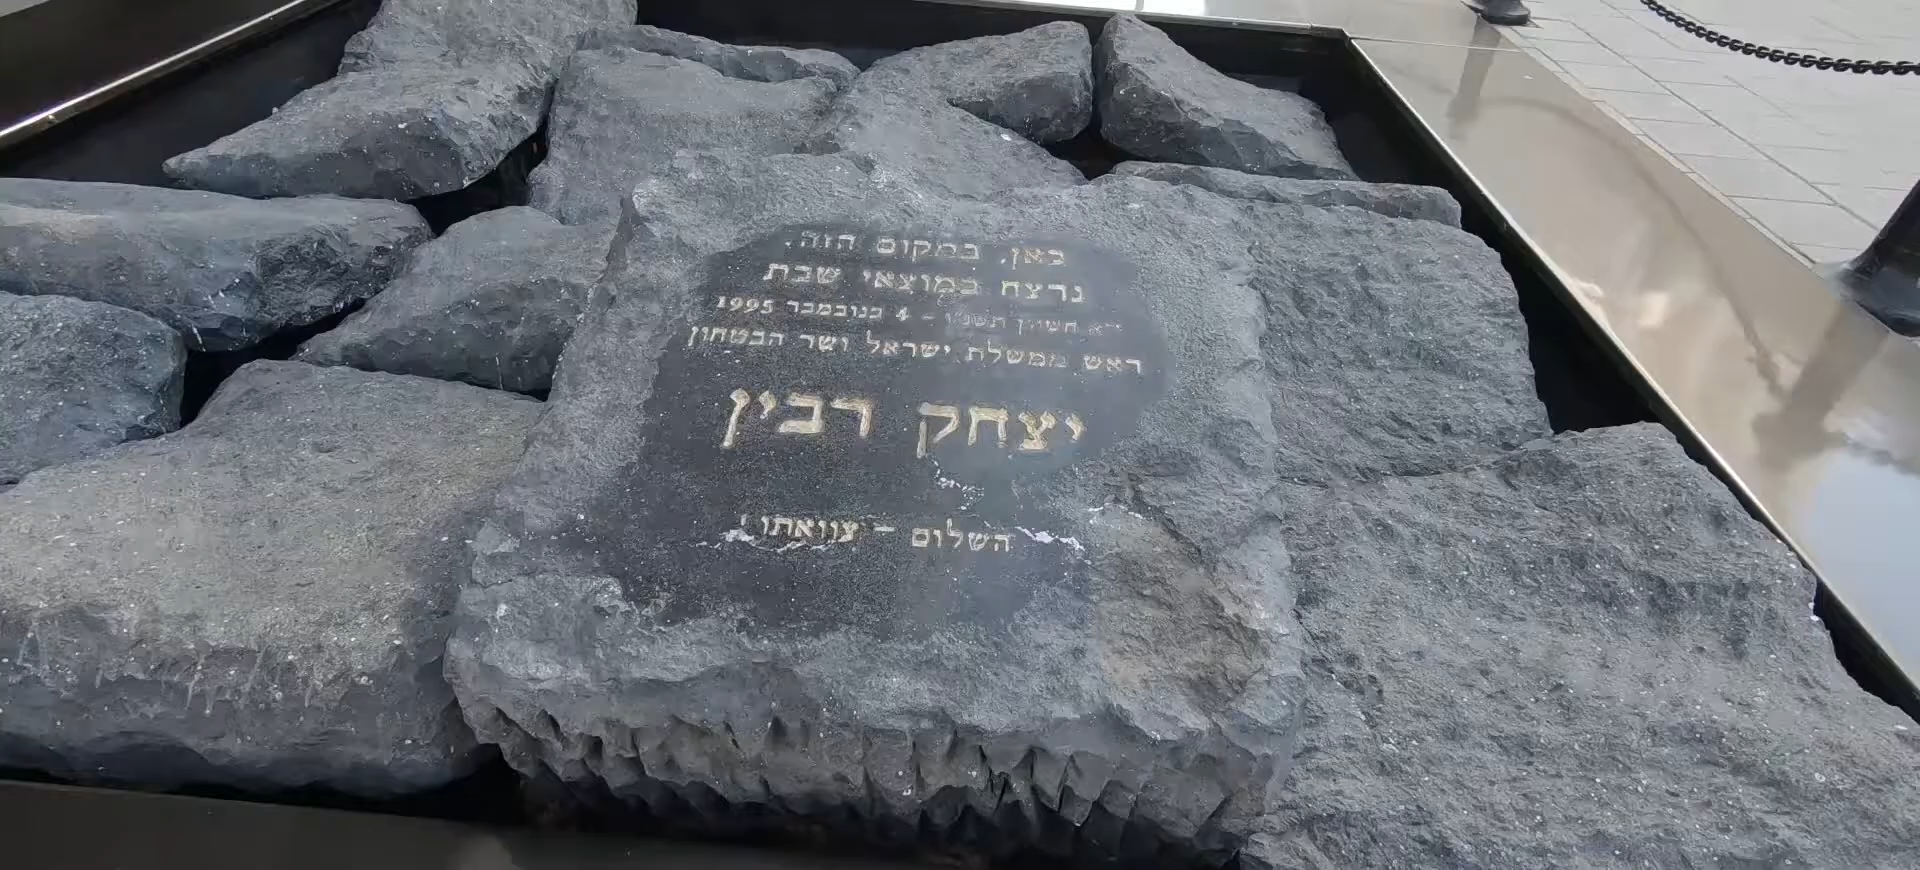 כאן, במקום הזה,
נרצח במוצאי שבת
י״א חשוון תשנ״ו - 4 בנובמבר 1995
ראש ממשלת ישראל ושר הבטחון
יצחק רבין
השלום - צוואתו